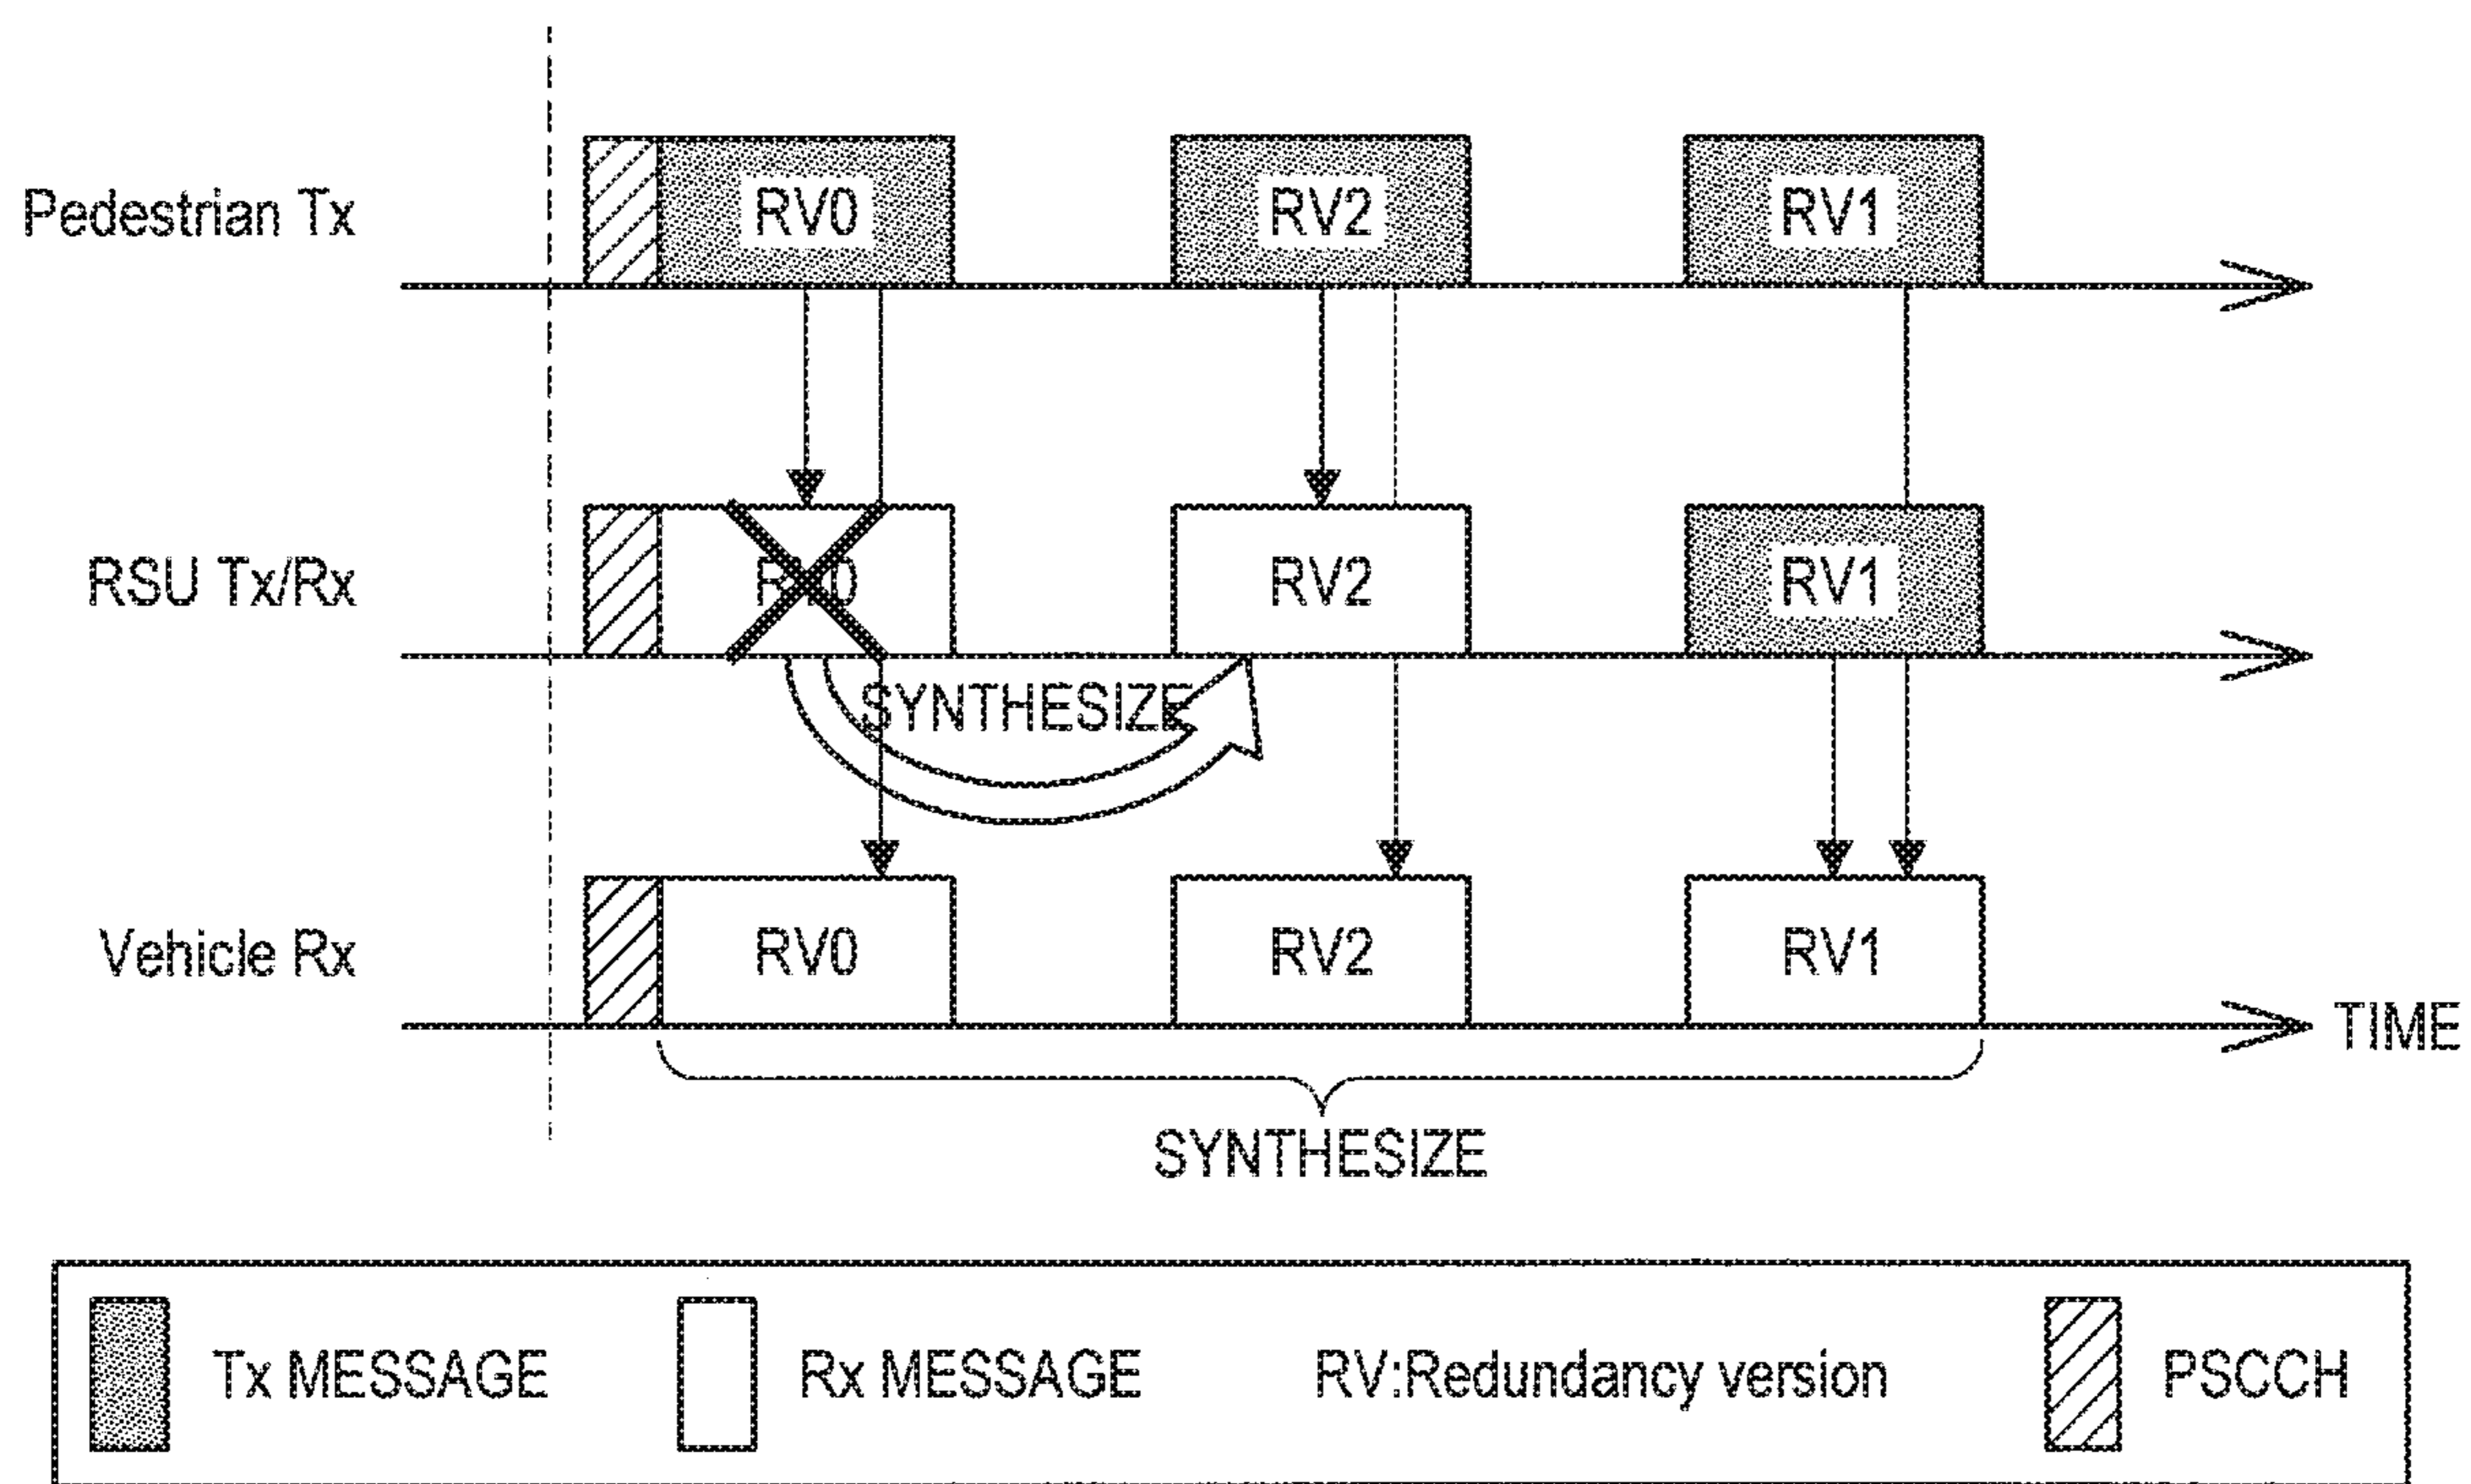 Pedestrian Tx RV0 RV2 RV1
RSU Tx/Rx RV2 RV1
SYNTHESIZE
Vehicle Rx RV0 RV2 RV1
TIME
SYNTHESIZE
Tx MESSAGE Rx MESSAGE RV:Redundancy version PSCCH